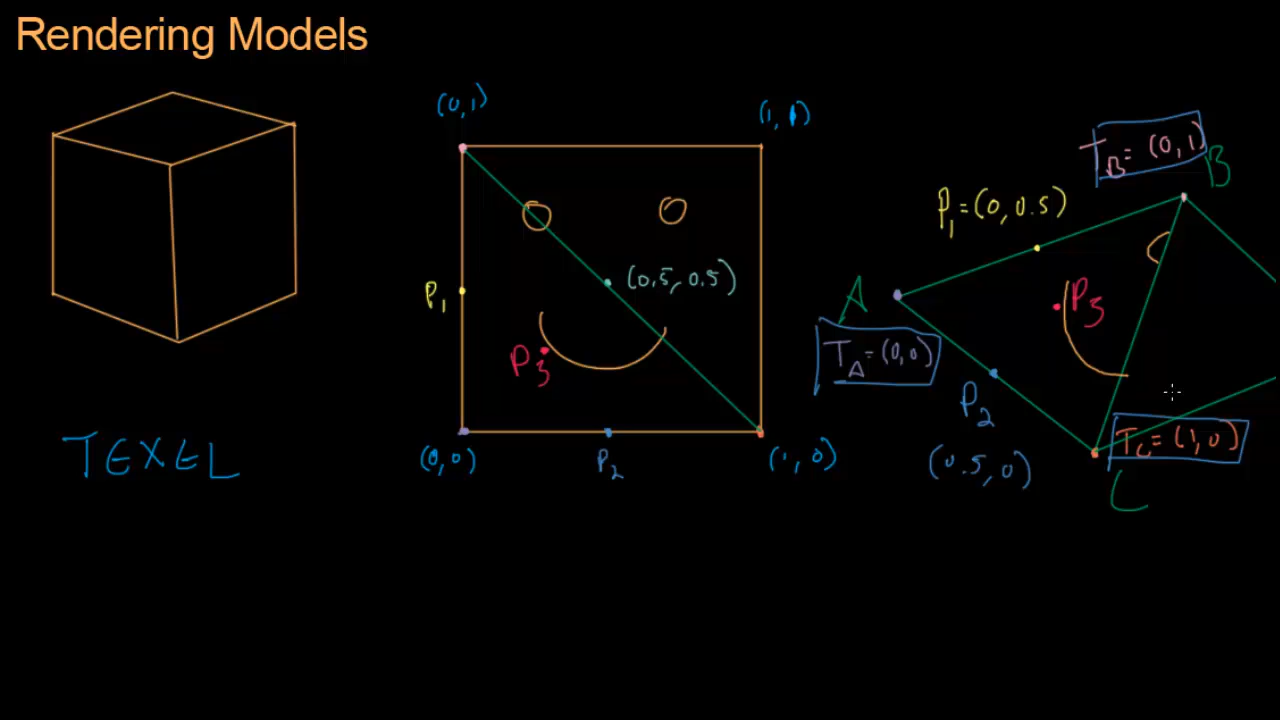 Rendering Models
(0,1)
(1,1)
(0.5,0.5)
P1
P3
(0,0)
P2
(1,0)
TEXEL
TB=(0,1)
B
P1=(0,0.5)
A
P3
TA=(0,0)
P2
(0.5,0)
TC=(1,0)
C